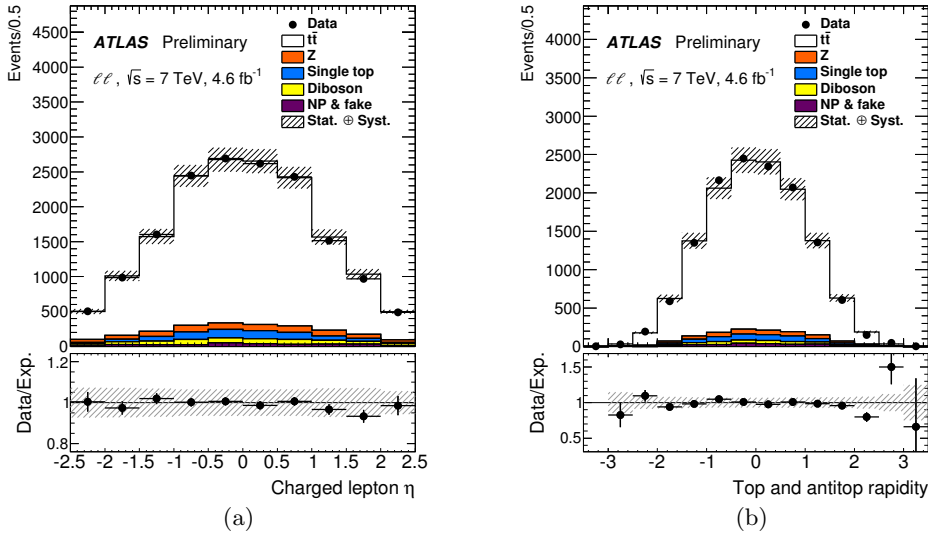 Events/0.5
4500
4000
3500
3000
2500
2000
1500
1000
500
0
ATLAS Preliminary
ℓℓ , √s = 7 TeV, 4.6 fb⁻¹
Data
tt̄
Z
Single top
Diboson
NP & fake
Stat. ⊕ Syst.
Data/Exp.
1.2
1
0.8
-2.5 -2 -1.5 -1 -0.5 0 0.5 1 1.5 2 2.5
Charged lepton η
(a)
Events/0.5
4000
3500
3000
2500
2000
1500
1000
500
0
ATLAS Preliminary
ℓℓ , √s = 7 TeV, 4.6 fb⁻¹
Data
tt̄
Z
Single top
Diboson
NP & fake
Stat. ⊕ Syst.
Data/Exp.
1.5
1
0.5
-3 -2 -1 0 1 2 3
Top and antitop rapidity
(b)